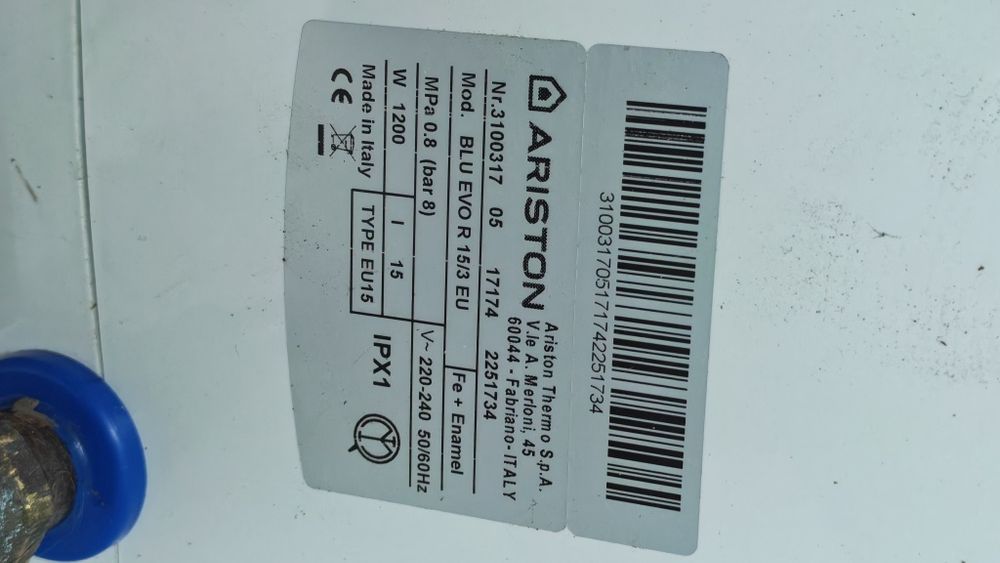 310031705171742251734
ARISTON
Ariston Thermo S.p.A.
V.le A. Merloni, 45
60044 - Fabriano- ITALY
Nr.3100317 05 17174 2251734
Mod. BLU EVO R 15/3 EU Fe + Enamel
MPa 0.8 (bar 8) V~ 220-240 50/60Hz
W 1200 l 15 IPX1
Made in Italy TYPE EU15
CE